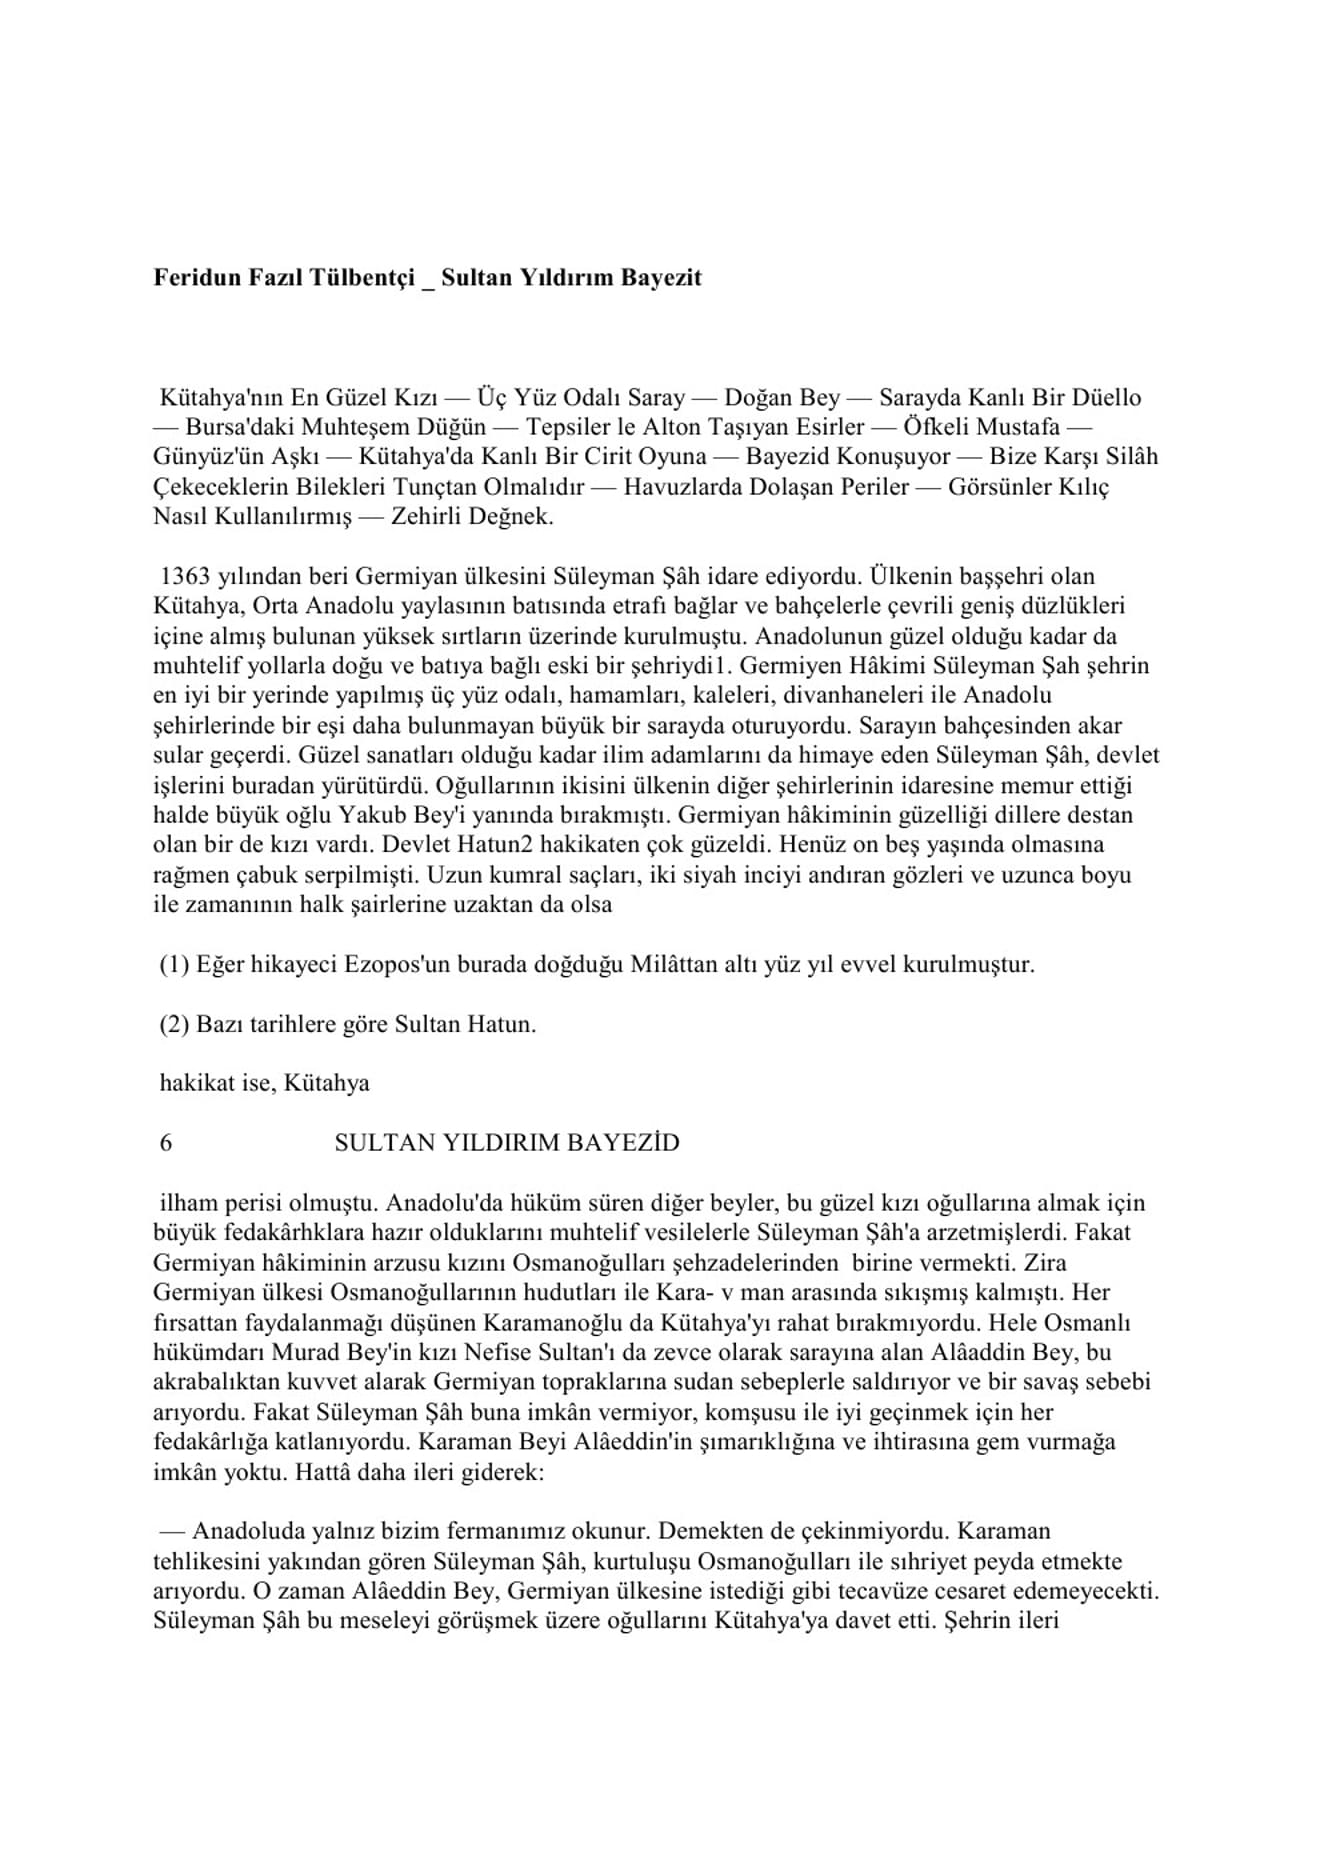 Feridun Fazıl Tülbentçi _ Sultan Yıldırım Bayezit
Kütahya'nın En Güzel Kızı — Üç Yüz Odalı Saray — Doğan Bey — Sarayda Kanlı Bir Düello
— Bursa'daki Muhteşem Düğün — Tepsiler le Alton Taşıyan Esirler — Öfkeli Mustafa —
Günyüz'ün Aşkı — Kütahya'da Kanlı Bir Cirit Oyuna — Bayezid Konuşuyor — Bize Karşı Silâh
Çekeceklerin Bilekleri Tunçtan Olmalıdır — Havuzlarda Dolaşan Periler — Görsünler Kılıç
Nasıl Kullanılırmış — Zehirli Değnek.
1363 yılından beri Germiyan ülkesini Süleyman Şâh idare ediyordu. Ülkenin başşehri olan
Kütahya, Orta Anadolu yaylasının batısında etrafı bağlar ve bahçelerle çevrili geniş düzlükleri
içine almış bulunan yüksek sırtların üzerinde kurulmuştu. Anadolunun güzel olduğu kadar da
muhtelif yollarla doğu ve batıya bağlı eski bir şehriydi1. Germiyen Hâkimi Süleyman Şah şehrin
en iyi bir yerinde yapılmış üç yüz odalı, hamamları, kaleleri, divanhaneleri ile Anadolu
şehirlerinde bir eşi daha bulunmayan büyük bir sarayda oturuyordu. Sarayın bahçesinden akar
sular geçerdi. Güzel sanatları olduğu kadar ilim adamlarını da himaye eden Süleyman Şâh, devlet
işlerini buradan yürütürdü. Oğullarının ikisini ülkenin diğer şehirlerinin idaresine memur ettiği
halde büyük oğlu Yakub Bey'i yanında bırakmıştı. Germiyan hâkiminin güzelliği dillere destan
olan bir de kızı vardı. Devlet Hatun2 hakikaten çok güzeldi. Henüz on beş yaşında olmasına
rağmen çabuk serpilmişti. Uzun kumral saçları, iki siyah inciyi andıran gözleri ve uzunca boyu
ile zamanının halk şairlerine uzaktan da olsa
(1) Eğer hikayeci Ezopos'un burada doğduğu Milâttan altı yüz yıl evvel kurulmuştur.
(2) Bazı tarihlere göre Sultan Hatun.
hakikat ise, Kütahya
6 SULTAN YILDIRIM BAYEZİD
ilham perisi olmuştu. Anadolu'da hüküm süren diğer beyler, bu güzel kızı oğullarına almak için
büyük fedakârhklara hazır olduklarını muhtelif vesilelerle Süleyman Şâh'a arzetmişlerdi. Fakat
Germiyan hâkiminin arzusu kızını Osmanoğulları şehzadelerinden  birine vermekti. Zira
Germiyan ülkesi Osmanoğullarının hudutları ile Kara- v man arasında sıkışmış kalmıştı. Her
fırsattan faydalanmağı düşünen Karamanoğlu da Kütahya'yı rahat bırakmıyordu. Hele Osmanlı
hükümdarı Murad Bey'in kızı Nefise Sultan'ı da zevce olarak sarayına alan Alâaddin Bey, bu
akrabalıktan kuvvet alarak Germiyan topraklarına sudan sebeplerle saldırıyor ve bir savaş sebebi
arıyordu. Fakat Süleyman Şâh buna imkân vermiyor, komşusu ile iyi geçinmek için her
fedakârlığa katlanıyordu. Karaman Beyi Alâeddin'in şımarıklığına ve ihtirasına gem vurmağa
imkân yoktu. Hattâ daha ileri giderek:
— Anadoluda yalnız bizim fermanımız okunur. Demekten de çekinmiyordu. Karaman
tehlikesini yakından gören Süleyman Şâh, kurtuluşu Osmanoğulları ile sıhriyet peyda etmekte
arıyordu. O zaman Alâeddin Bey, Germiyan ülkesine istediği gibi tecavüze cesaret edemeyecekti.
Süleyman Şâh bu meseleyi görüşmek üzere oğullarını Kütahya'ya davet etti. Şehrin ileri